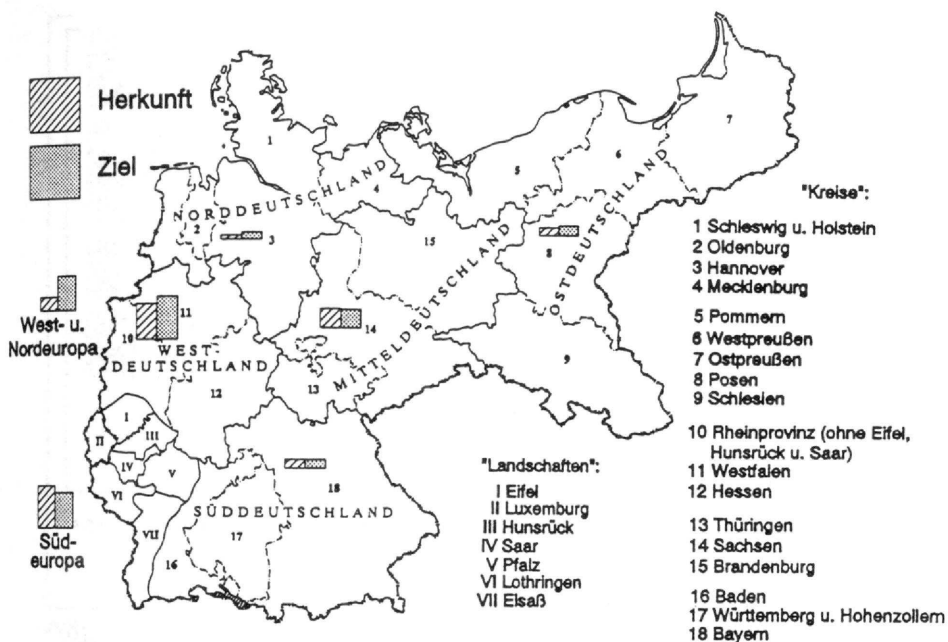 Herkunft
Ziel
West- u.
Nordeuropa
Süd-
europa
NORDDEUTSCHLAND
OSTDEUTSCHLAND
MITTELDEUTSCHLAND
WEST-
DEUTSCHLAND
SÜDDEUTSCHLAND
1
2
3
4
5
6
7
8
9
10
11
12
13
14
15
16
17
18
I
II
III
IV
V
VI
VII
"Kreise":
1 Schleswig u. Holstein
2 Oldenburg
3 Hannover
4 Mecklenburg
5 Pommern
6 Westpreußen
7 Ostpreußen
8 Posen
9 Schlesien
10 Rheinprovinz (ohne Eifel,
Hunsrück u. Saar)
11 Westfalen
12 Hessen
13 Thüringen
14 Sachsen
15 Brandenburg
16 Baden
17 Württemberg u. Hohenzollern
18 Bayern
"Landschaften":
I Eifel
II Luxemburg
III Hunsrück
IV Saar
V Pfalz
VI Lothringen
VII Elsaß